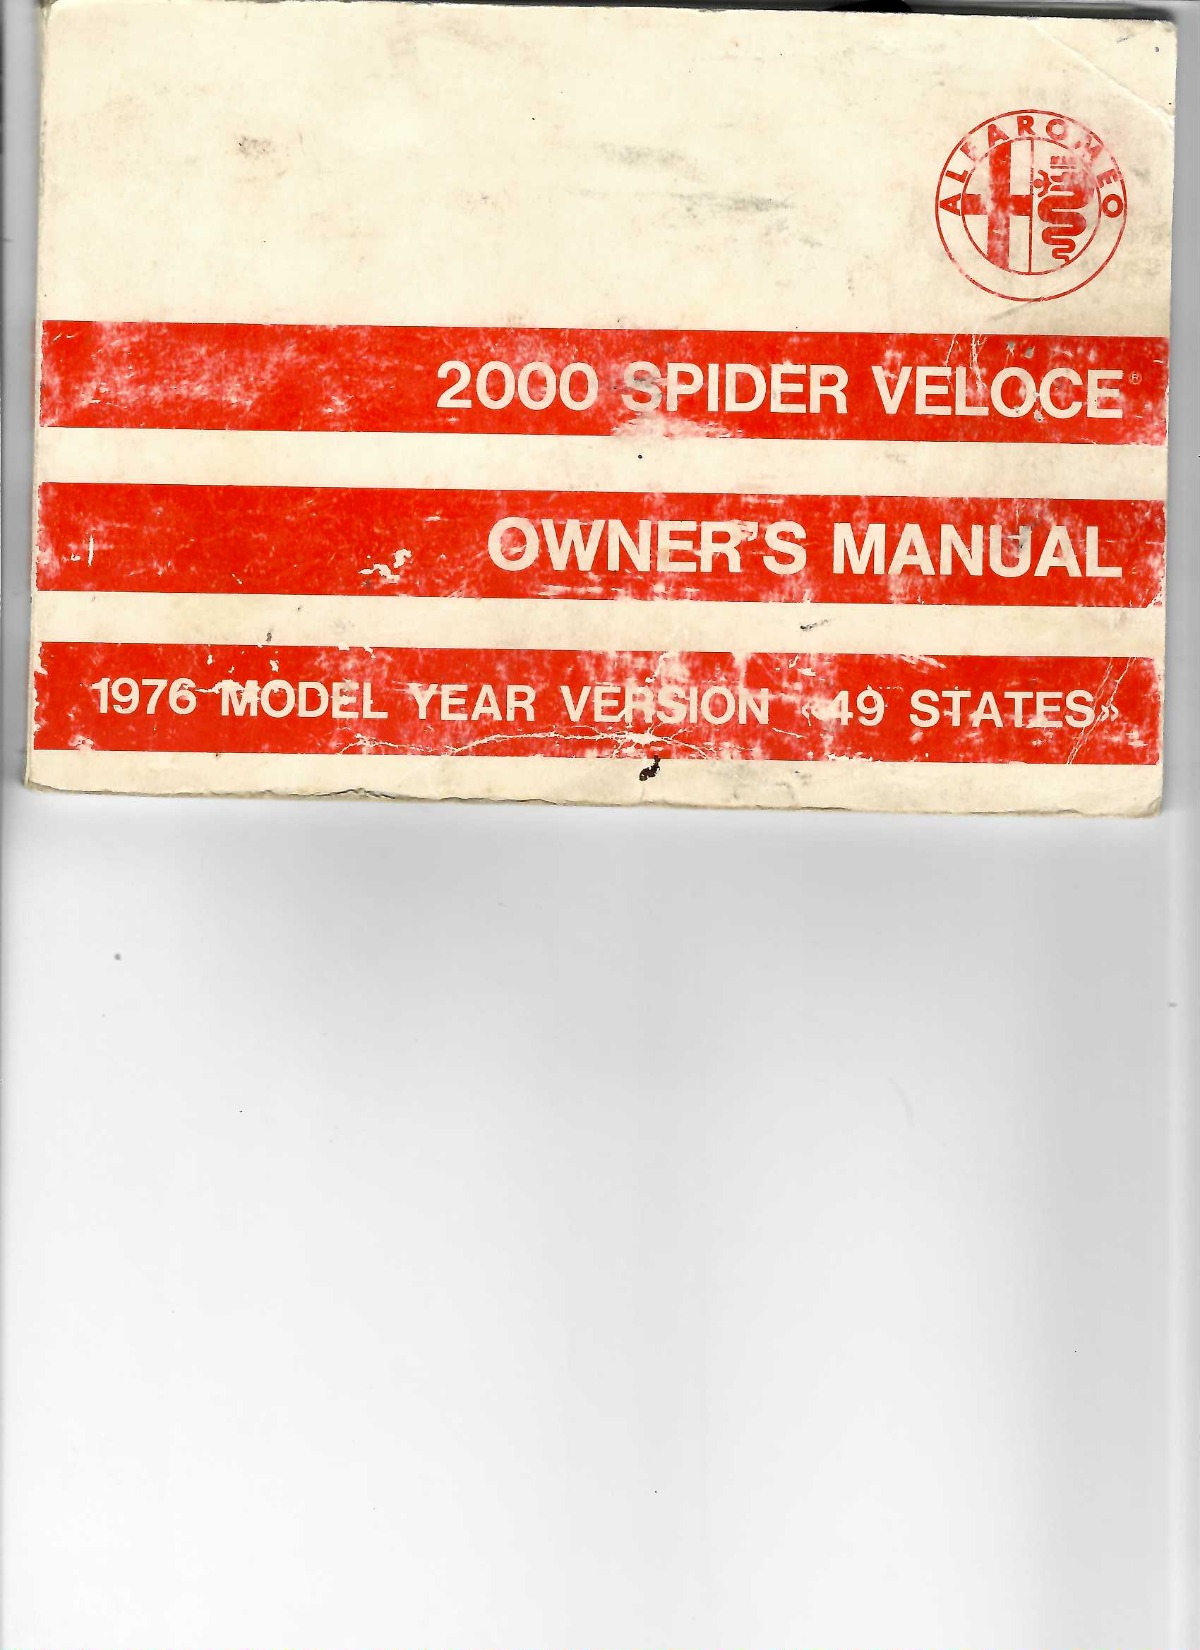 ALFA ROMEO
2000 SPIDER VELOCE®
OWNER'S MANUAL
1976 MODEL YEAR VERSION «49 STATES»